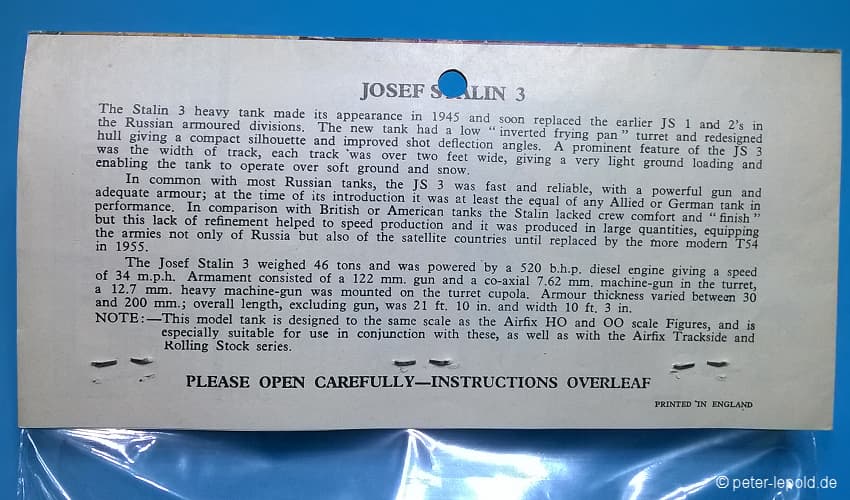 JOSEF STALIN 3
The Stalin 3 heavy tank made its appearance in 1945 and soon replaced the earlier JS 1 and 2's in
the Russian armoured divisions. The new tank had a low "inverted frying pan" turret and redesigned
hull giving a compact silhouette and improved shot deflection angles. A prominent feature of the JS 3
was the width of track, each track was over two feet wide, giving a very light ground loading and
enabling the tank to operate over soft ground and snow.
In common with most Russian tanks, the JS 3 was fast and reliable, with a powerful gun and
adequate armour; at the time of its introduction it was at least the equal of any Allied or German tank in
performance. In comparison with British or American tanks the Stalin lacked crew comfort and "finish"
but this lack of refinement helped to speed production and it was produced in large quantities, equipping
the armies not only of Russia but also of the satellite countries until replaced by the more modern T54
in 1955.
The Josef Stalin 3 weighed 46 tons and was powered by a 520 b.h.p. diesel engine giving a speed
of 34 m.p.h. Armament consisted of a 122 mm. gun and a co-axial 7.62 mm. machine-gun in the turret,
a 12.7 mm. heavy machine-gun was mounted on the turret cupola. Armour thickness varied between 30
and 200 mm.; overall length, excluding gun, was 21 ft. 10 in. and width 10 ft. 3 in.
NOTE:—This model tank is designed to the same scale as the Airfix HO and OO scale Figures, and is
especially suitable for use in conjunction with these, as well as with the Airfix Trackside and
Rolling Stock series.
PLEASE OPEN CAREFULLY—INSTRUCTIONS OVERLEAF
PRINTED IN ENGLAND
© peter-lepold.de